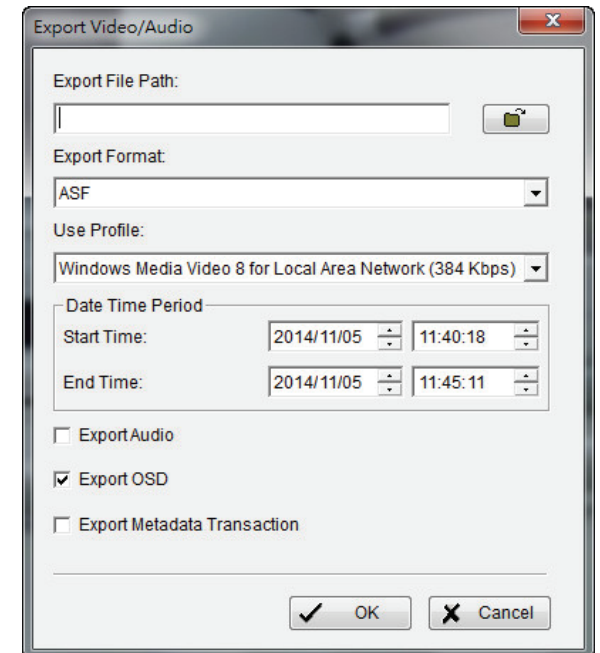 Export Video/Audio
Export File Path:
Export Format:
ASF
Use Profile:
Windows Media Video 8 for Local Area Network (384 Kbps)
Date Time Period
Start Time: 2014/11/05 11:40:18
End Time: 2014/11/05 11:45:11
Export Audio
Export OSD
Export Metadata Transaction
OK Cancel